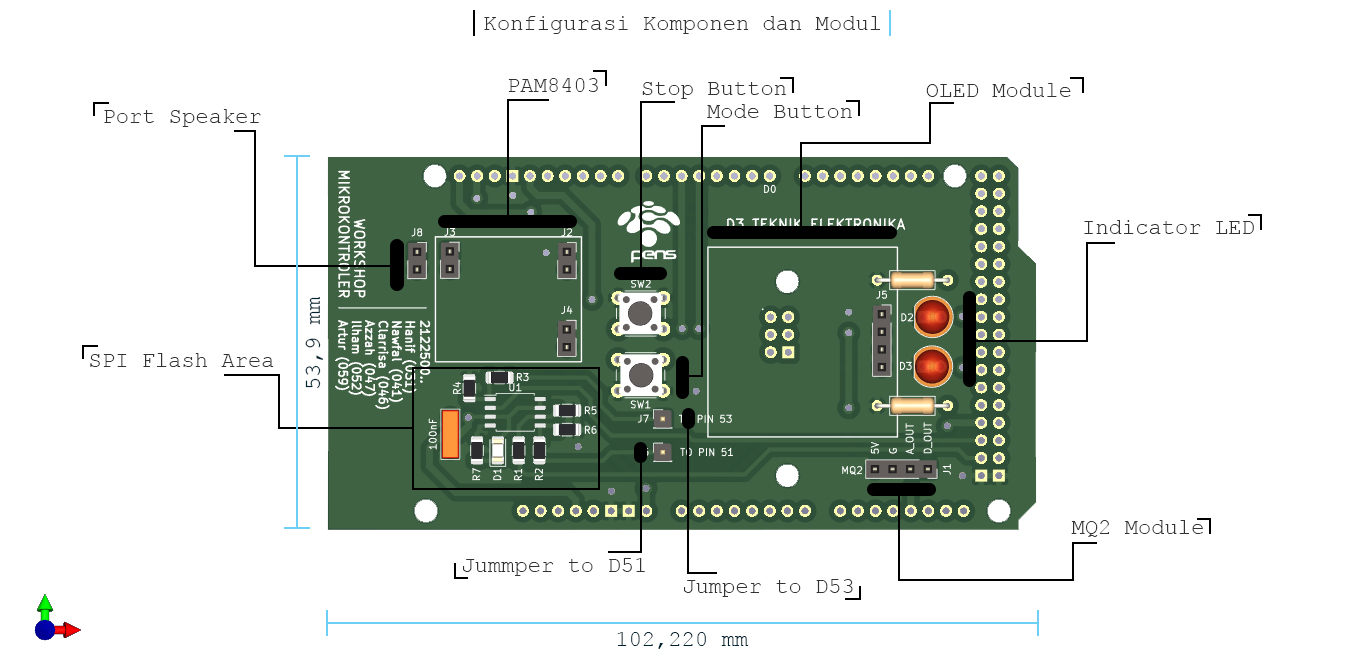 Konfigurasi Komponen dan Modul
PAM8403
Stop Button
OLED Module
Mode Button
Port Speaker
Indicator LED
SPI Flash Area
MQ2 Module
Jummper to D51
Jumper to D53
53,9 mm
102,220 mm
WORKSHOP
MIKROKONTROLER
2122500..
Hanif (031)
Nawfal (041)
Clarrisa (046)
Azzah (047)
Ilham (052)
Artur (059)
J8
J3
J2
J4
D0
pens
D3 TEKNIK ELEKTRONIKA
SW2
SW1
J5
D2
D3
R4
R3
U1
R5
R6
100nF
R7
D1
R1
R2
J7
TO PIN 53
TO PIN 51
5V
G
A_OUT
D_OUT
MQ2
J1